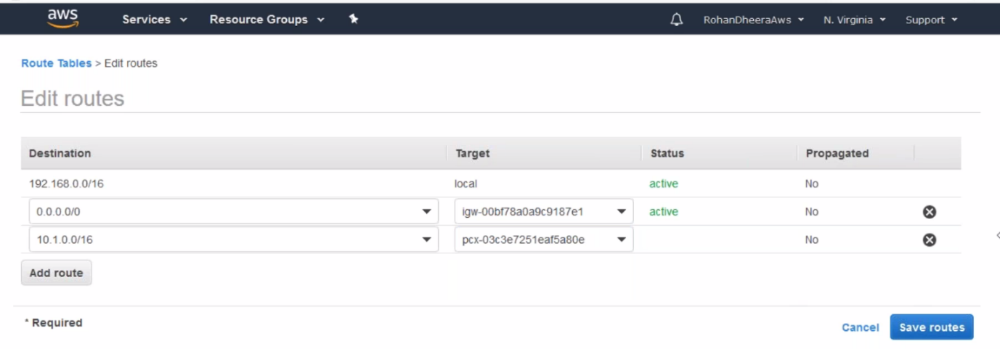 aws Services Resource Groups RohanDheeraAws N. Virginia Support
Route Tables > Edit routes
Edit routes
Destination Target Status Propagated
192.168.0.0/16 local active No
0.0.0.0/0 igw-00bf78a0a9c9187e1 active No
10.1.0.0/16 pcx-03c3e7251eaf5a80e No
Add route
* Required
Cancel Save routes